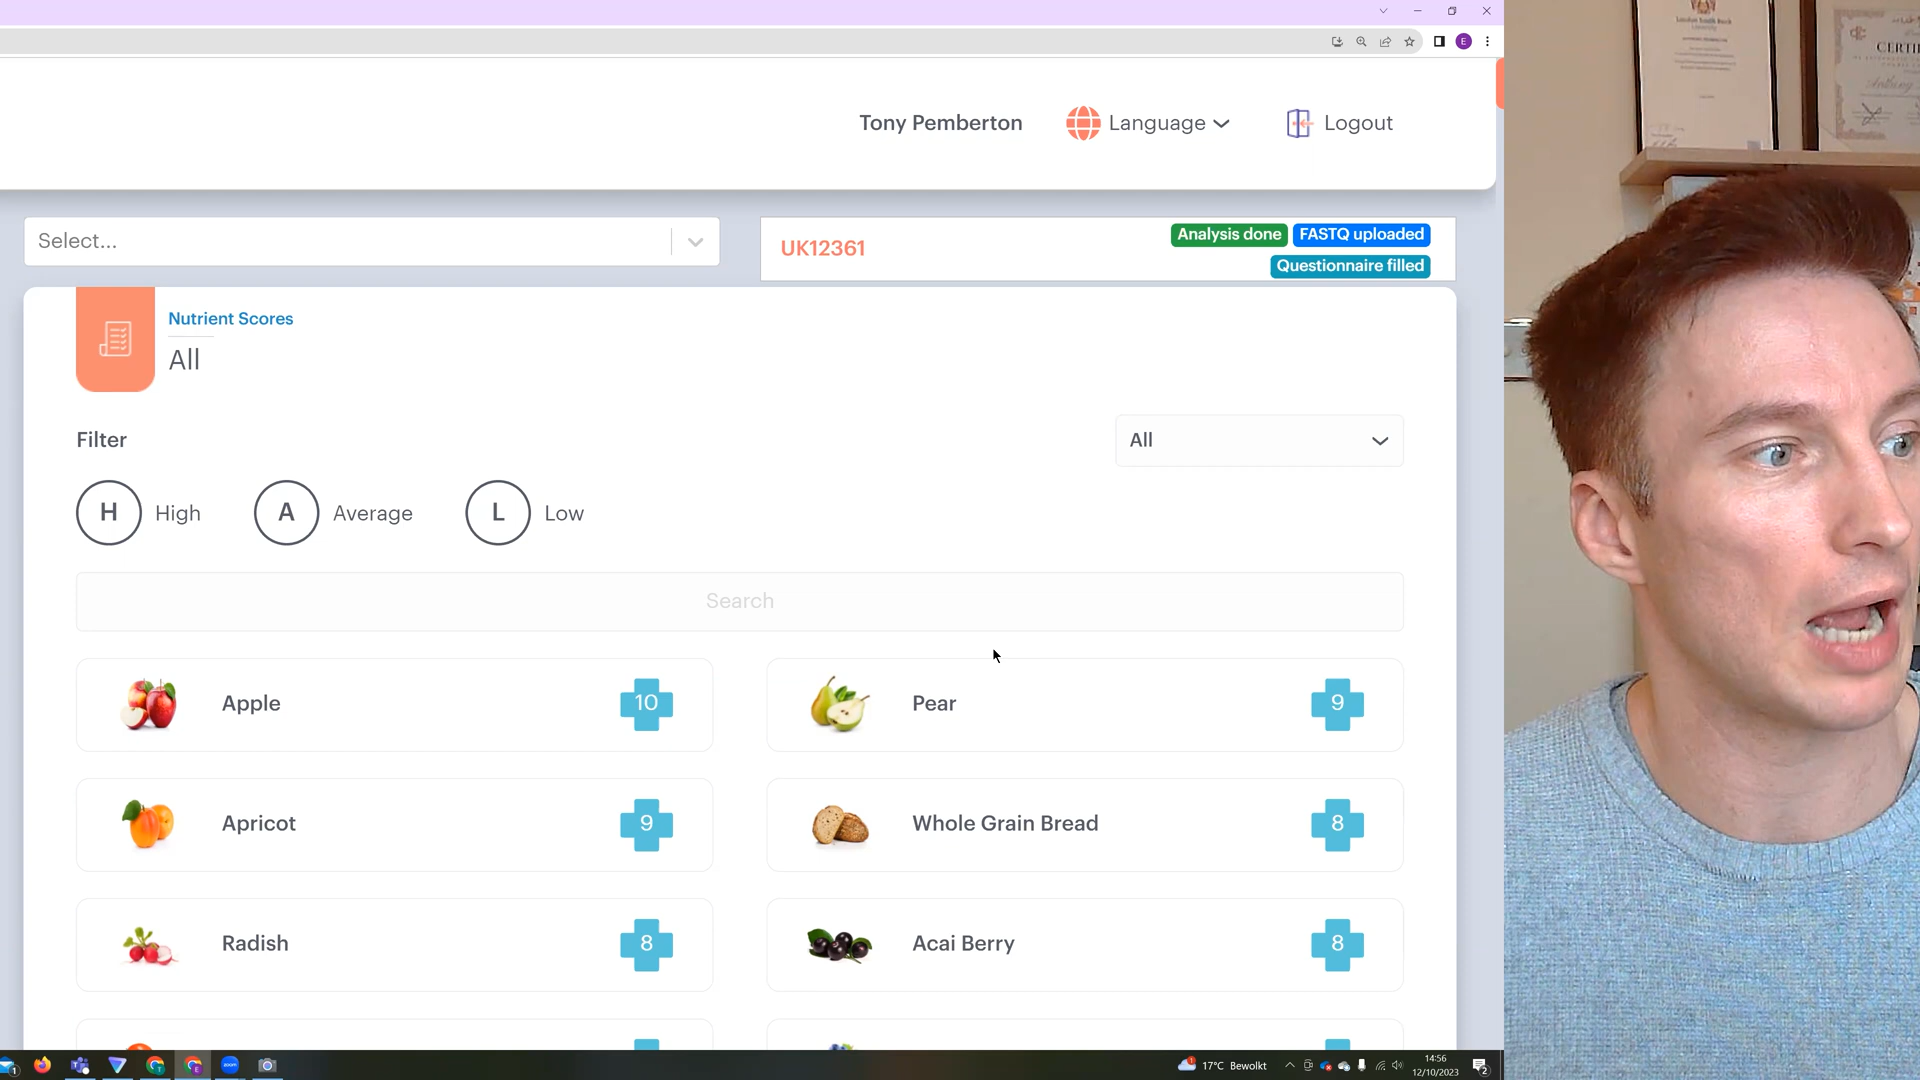 E
Tony Pemberton
Language
Logout
Select...
UK12361
Analysis done
FASTQ uploaded
Questionnaire filled
Nutrient Scores
All
Filter
All
H High
A Average
L Low
Search
Apple 10
Pear 9
Apricot 9
Whole Grain Bread 8
Radish 8
Acai Berry 8
17°C Bewolkt
14:56
12/10/2023